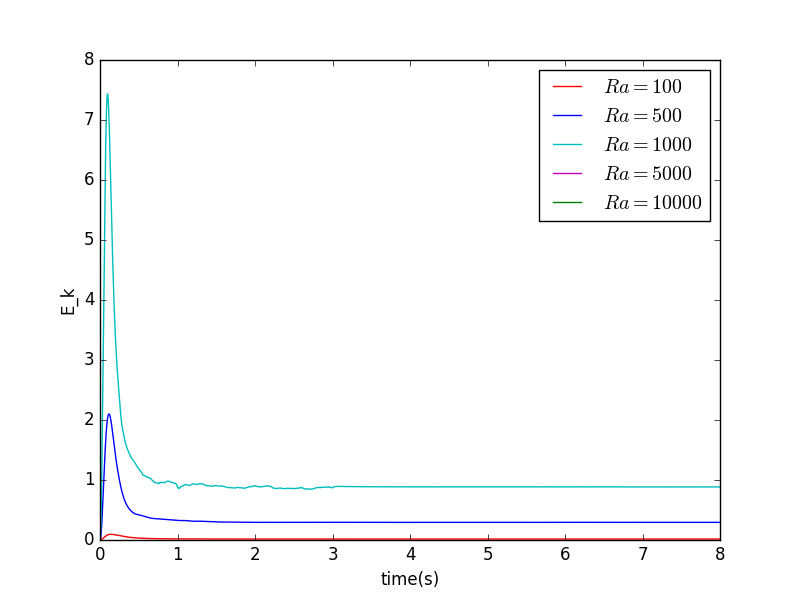 8
7
6
5
4
3
2
1
0
E_k
0 1 2 3 4 5 6 7 8
time(s)
Ra = 100
Ra = 500
Ra = 1000
Ra = 5000
Ra = 10000